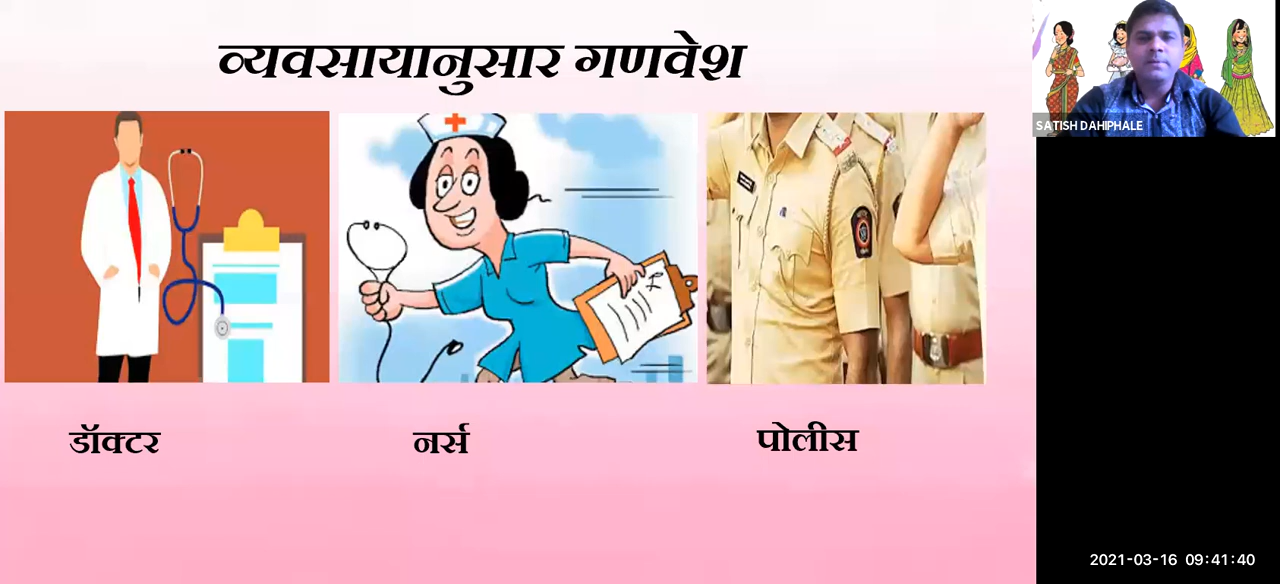 व्यवसायानुसार गणवेश
SATISH DAHIPHALE
डॉक्टर
नर्स
पोलीस
2021-03-16 09:41:40